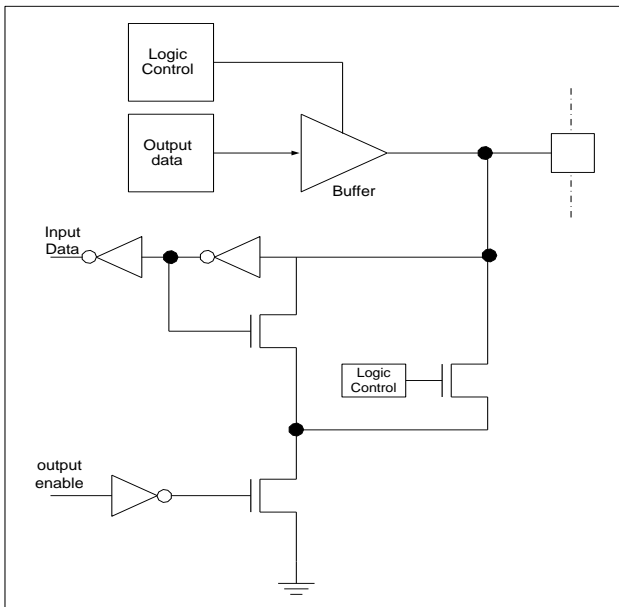 Logic
Control
Output
data
Buffer
Input
Data
Logic
Control
output
enable